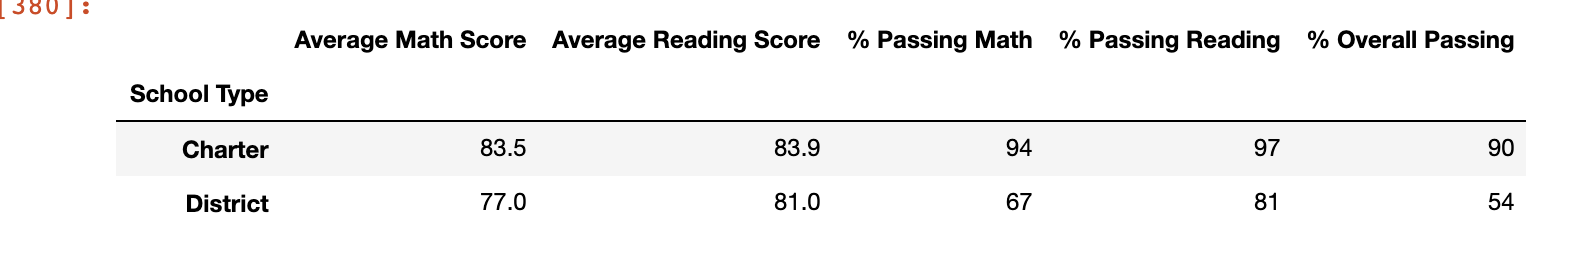 [380]:
Average Math Score Average Reading Score % Passing Math % Passing Reading % Overall Passing
School Type
Charter 83.5 83.9 94 97 90
District 77.0 81.0 67 81 54